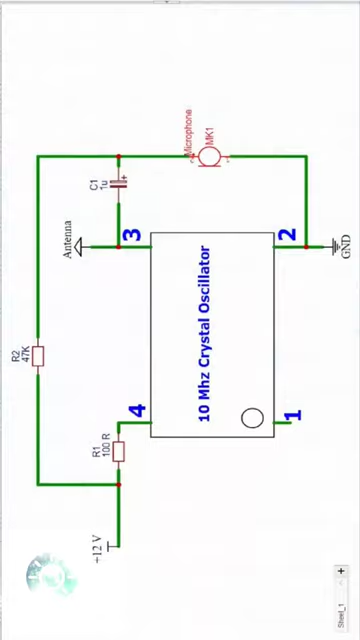 Microphone
MK1
C1
1u
Antenna
3
2
GND
10 Mhz Crystal Oscillator
R2
47K
4
1
R1
100 R
+12 V
Sheet_1